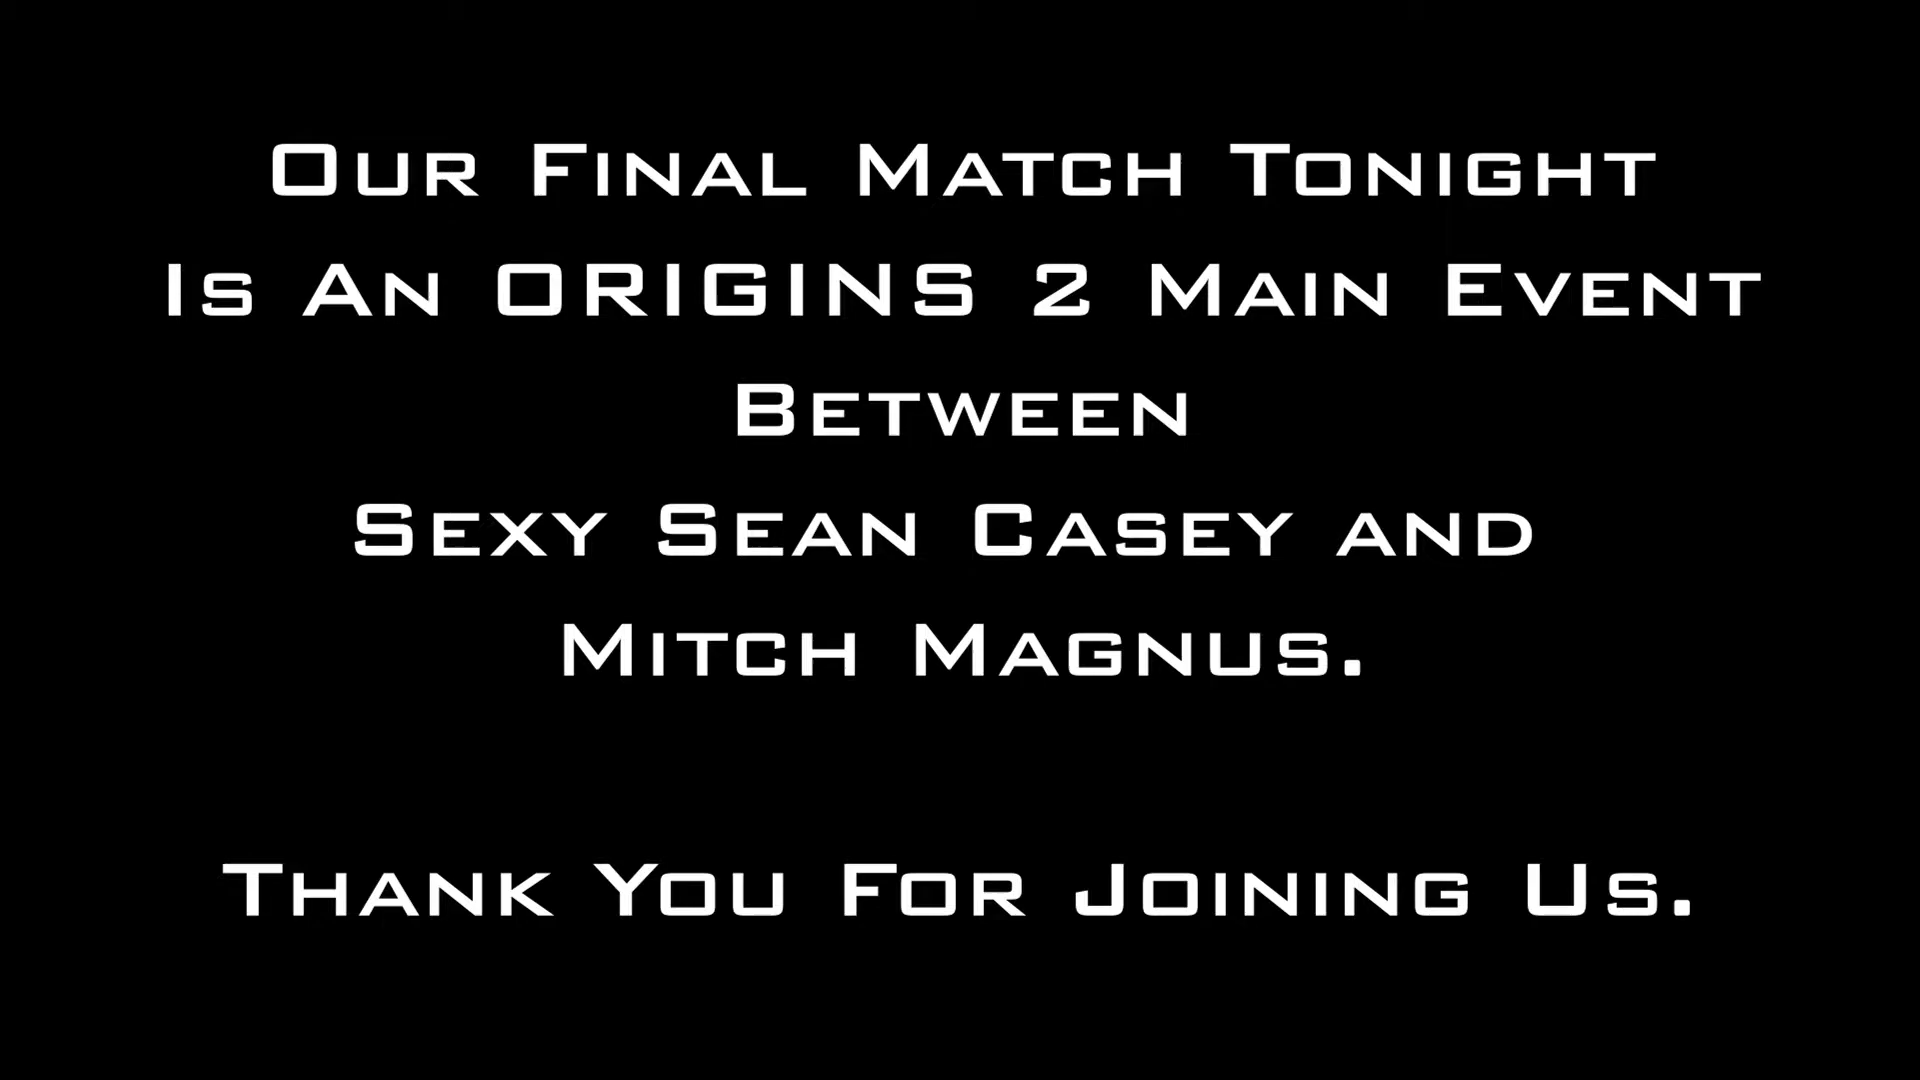 Our Final Match Tonight
Is An ORIGINS 2 Main Event
Between
Sexy Sean Casey and
Mitch Magnus.
Thank You For Joining Us.